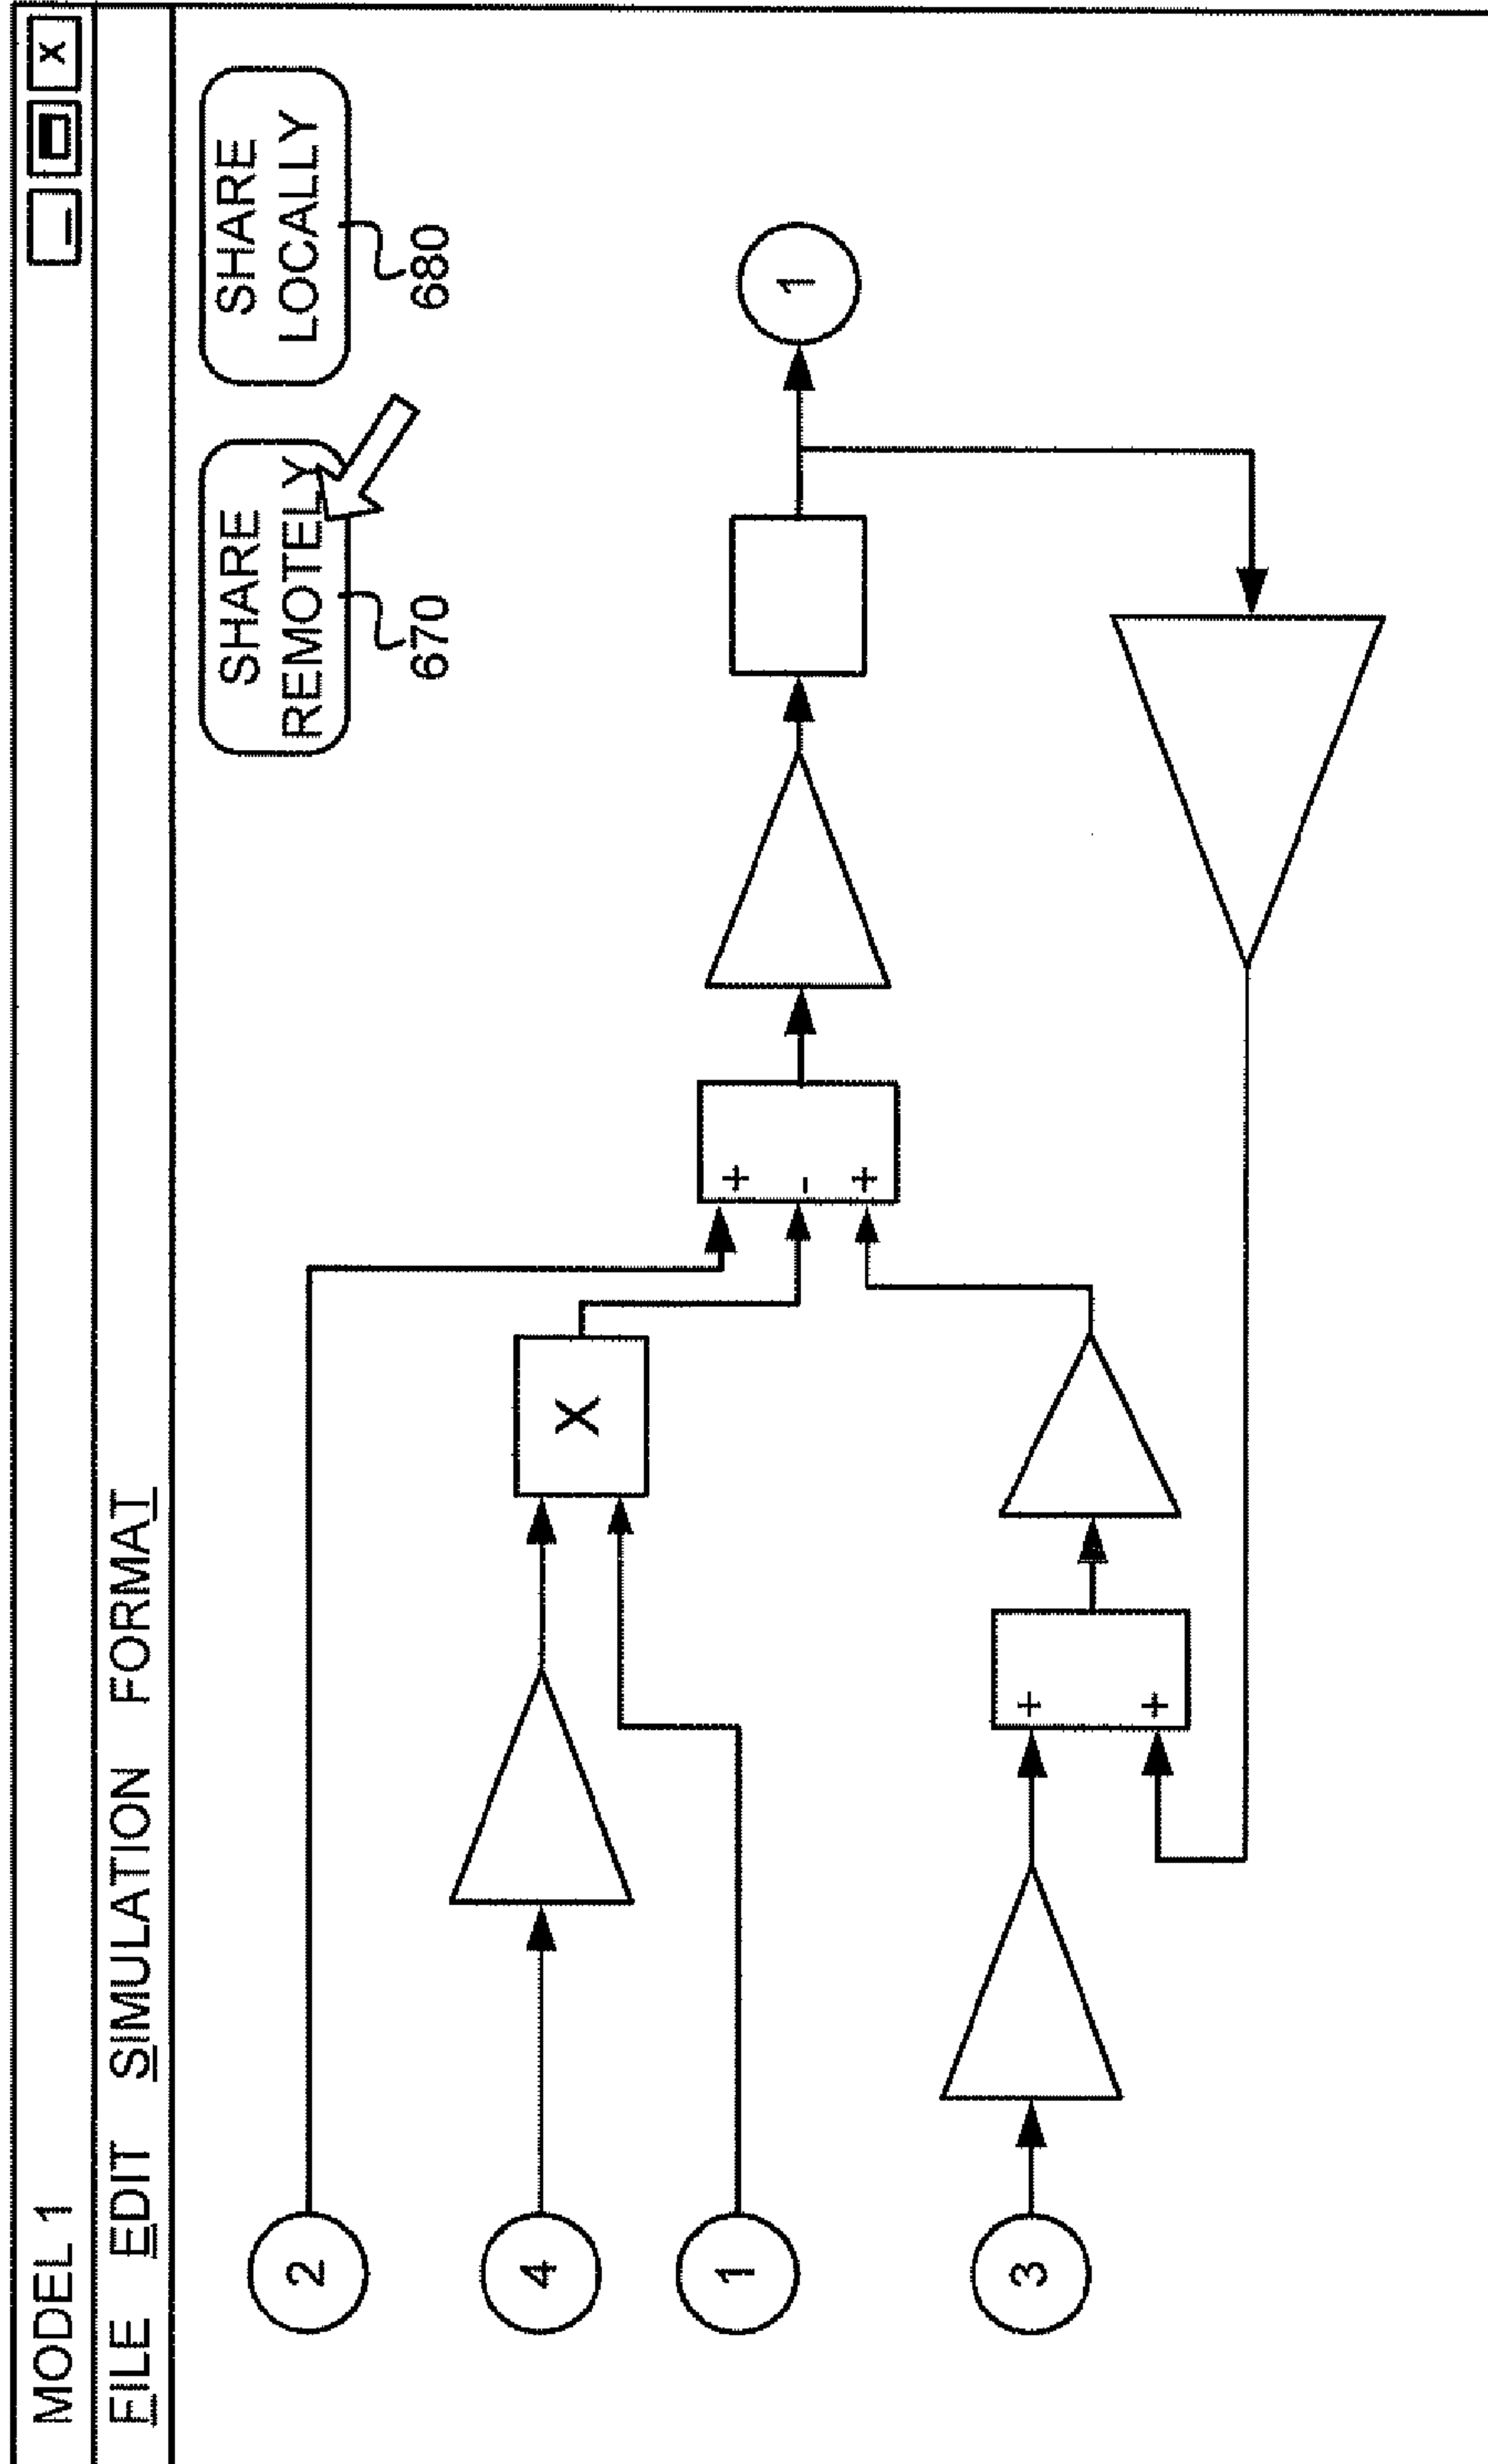 MODEL 1
_ X
FILE EDIT SIMULATION FORMAT
SHARE
REMOTELY
670
SHARE
LOCALLY
680
2
4
X
1
+
-
+
1
3
+
+